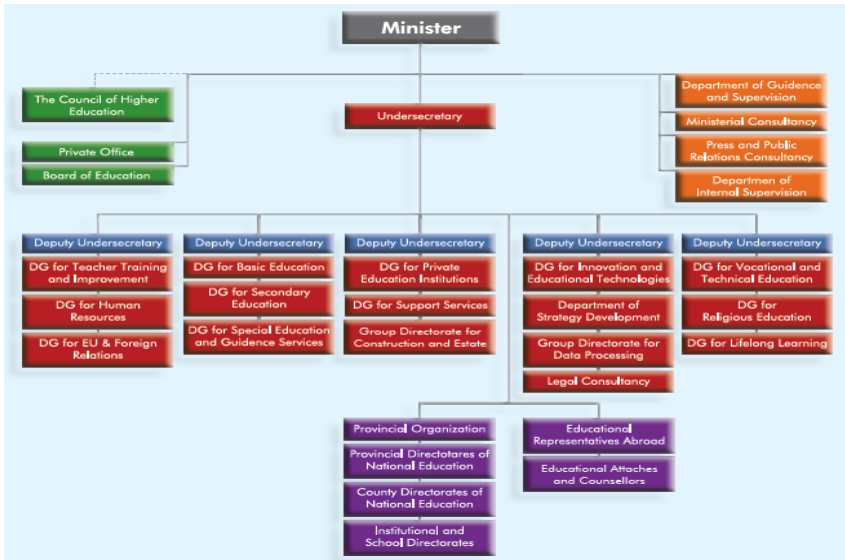 Minister
The Council of Higher
Education
Private Office
Board of Education
Undersecretary
Department of Guidance
and Supervision
Ministerial Consultancy
Press and Public
Relations Consultancy
Departmen of
Internal Supervision
Deputy Undersecretary
DG for Teacher Training
and Improvement
DG for Human
Resources
DG for EU & Foreign
Relations
Deputy Undersecretary
DG for Basic Education
DG for Secondary
Education
DG for Special Education
and Guidance Services
Deputy Undersecretary
DG for Private
Education Institutions
DG for Support Services
Group Directorate for
Construction and Estate
Deputy Undersecretary
DG for Innovation and
Educational Technologies
Department of
Strategy Development
Group Directorate for
Data Processing
Legal Consultancy
Deputy Undersecretary
DG for Vocational and
Technical Education
DG for
Religious Education
DG for Lifelong Learning
Provincial Organization
Provincial Directotares of
National Education
County Directorates of
National Education
Institutional and
School Directorates
Educational
Representatives Abroad
Educational Attaches
and Counsellors